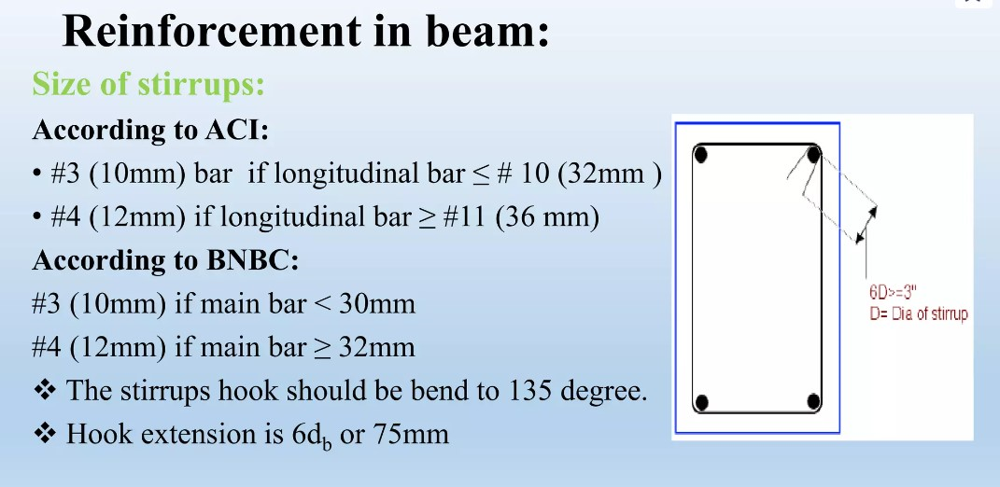 Reinforcement in beam:
Size of stirrups:
According to ACI:
• #3 (10mm) bar if longitudinal bar ≤ # 10 (32mm )
• #4 (12mm) if longitudinal bar ≥ #11 (36 mm)
According to BNBC:
#3 (10mm) if main bar < 30mm
#4 (12mm) if main bar ≥ 32mm
❖ The stirrups hook should be bend to 135 degree.
❖ Hook extension is 6d_b or 75mm
6D>=3"
D= Dia of stirrup